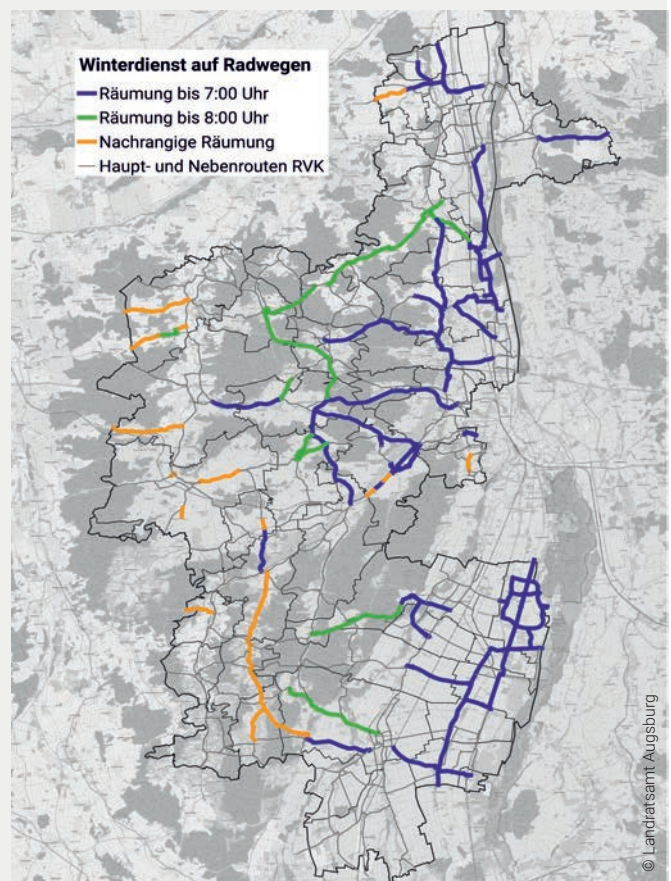 Winterdienst auf Radwegen
Räumung bis 7:00 Uhr
Räumung bis 8:00 Uhr
Nachrangige Räumung
Haupt- und Nebenrouten RVK
© Landratsamt Augsburg